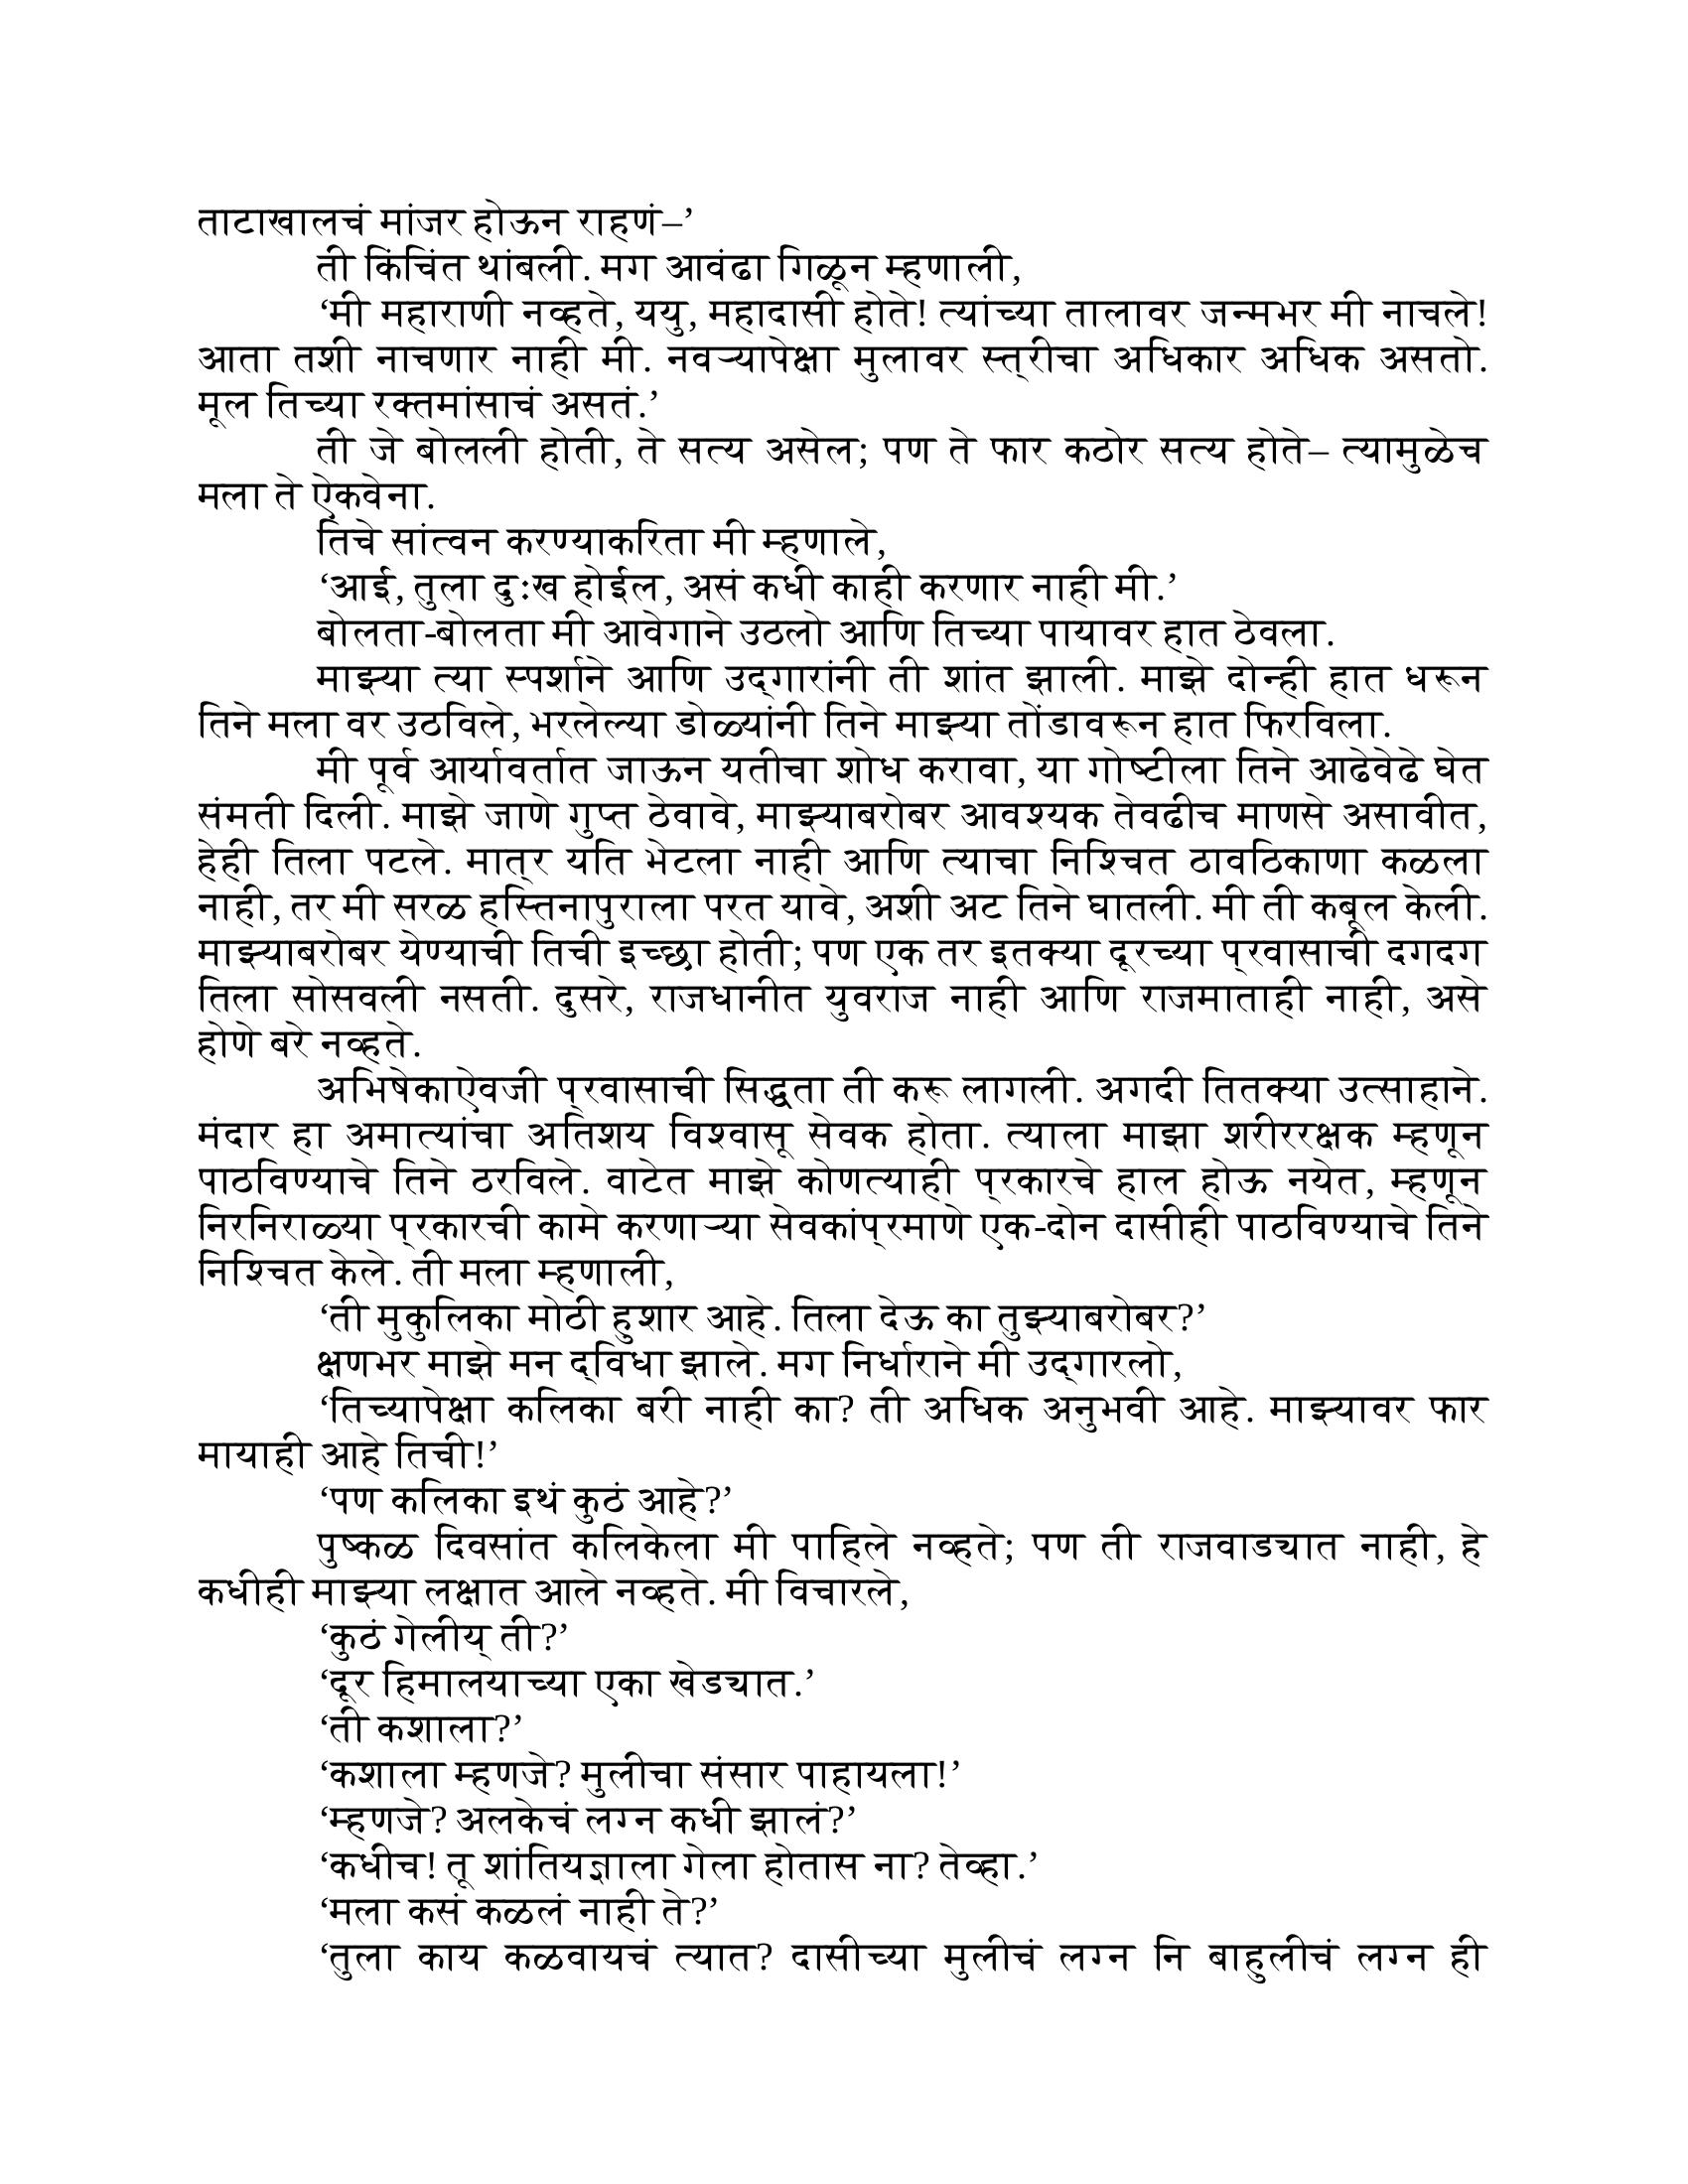 ताटाखालचं मांजर होऊन राहणं–’
ती किंचिंत थांबली. मग आवंढा गिळून म्हणाली,
‘मी महाराणी नव्हते, ययु, महादासी होते! त्यांच्या तालावर जन्मभर मी नाचले!
आता तशी नाचणार नाही मी. नवऱ्यापेक्षा मुलावर स्त्रीचा अधिकार अधिक असतो.
मूल तिच्या रक्तमांसाचं असतं.’
ती जे बोलली होती, ते सत्य असेल; पण ते फार कठोर सत्य होते– त्यामुळेच
मला ते ऐकवेना.
तिचे सांत्वन करण्याकरिता मी म्हणाले,
‘आई, तुला दुःख होईल, असं कधी काही करणार नाही मी.’
बोलता-बोलता मी आवेगाने उठलो आणि तिच्या पायावर हात ठेवला.
माझ्या त्या स्पर्शाने आणि उद्‌गारांनी ती शांत झाली. माझे दोन्ही हात धरून
तिने मला वर उठविले, भरलेल्या डोळ्यांनी तिने माझ्या तोंडावरून हात फिरविला.
मी पूर्व आर्यावर्तात जाऊन यतीचा शोध करावा, या गोष्टीला तिने आढेवेढे घेत
संमती दिली. माझे जाणे गुप्त ठेवावे, माझ्याबरोबर आवश्यक तेवढीच माणसे असावीत,
हेही तिला पटले. मात्र यति भेटला नाही आणि त्याचा निश्चित ठावठिकाणा कळला
नाही, तर मी सरळ हस्तिनापुराला परत यावे, अशी अट तिने घातली. मी ती कबूल केली.
माझ्याबरोबर येण्याची तिची इच्छा होती; पण एक तर इतक्या दूरच्या प्रवासाची दगदग
तिला सोसवली नसती. दुसरे, राजधानीत युवराज नाही आणि राजमाताही नाही, असे
होणे बरे नव्हते.
अभिषेकाऐवजी प्रवासाची सिद्धता ती करू लागली. अगदी तितक्या उत्साहाने.
मंदार हा अमात्यांचा अतिशय विश्वासू सेवक होता. त्याला माझा शरीररक्षक म्हणून
पाठविण्याचे तिने ठरविले. वाटेत माझे कोणत्याही प्रकारचे हाल होऊ नयेत, म्हणून
निरनिराळ्या प्रकारची कामे करणाऱ्या सेवकांप्रमाणे एक-दोन दासीही पाठविण्याचे तिने
निश्चित केले. ती मला म्हणाली,
‘ती मुकुलिका मोठी हुशार आहे. तिला देऊ का तुझ्याबरोबर?’
क्षणभर माझे मन द्विधा झाले. मग निर्धाराने मी उद्‌गारलो,
‘तिच्यापेक्षा कलिका बरी नाही का? ती अधिक अनुभवी आहे. माझ्यावर फार
मायाही आहे तिची!’
‘पण कलिका इथं कुठं आहे?’
पुष्कळ दिवसांत कलिकेला मी पाहिले नव्हते; पण ती राजवाड्यात नाही, हे
कधीही माझ्या लक्षात आले नव्हते. मी विचारले,
‘कुठं गेलीय् ती?’
‘दूर हिमालयाच्या एका खेड्यात.’
‘ती कशाला?’
‘कशाला म्हणजे? मुलीचा संसार पाहायला!’
‘म्हणजे? अलकेचं लग्न कधी झालं?’
‘कधीच! तू शांतियज्ञाला गेला होतास ना? तेव्हा.’
‘मला कसं कळलं नाही ते?’
‘तुला काय कळवायचं त्यात? दासीच्या मुलीचं लग्न नि बाहुलीचं लग्न ही